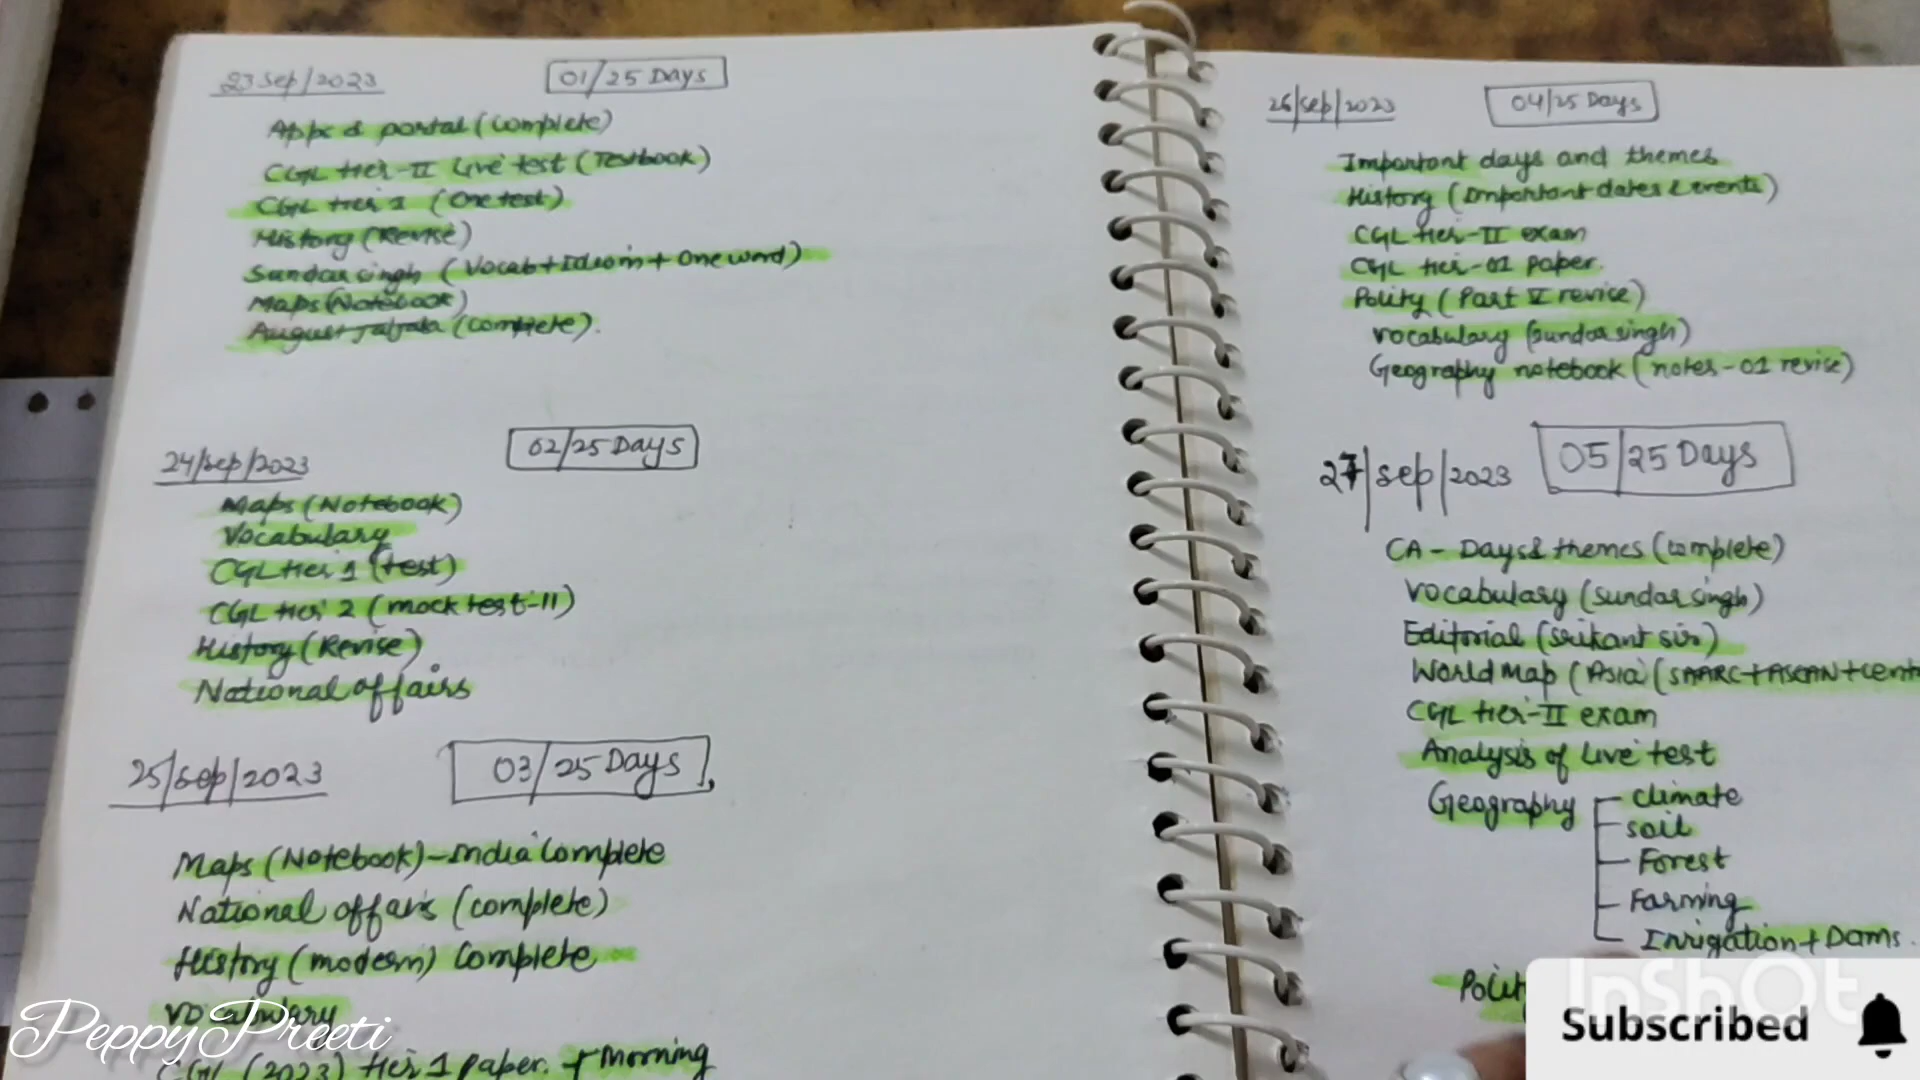 23 Sep/2023
01/25 Days
Apps & portal (complete)
CGL tier-II Live test (Testbook)
CGL tier 1 (One test)
History (Revise)
Sundar singh (Vocab+Idiom+One word)
Maps (Notebook)
August (complete).
24/Sep/2023
02/25 Days
Maps (Notebook)
Vocabulary
CGL tier 1 (test)
CGL tier 2 (mock test-11)
History (Revise)
National affairs
25/Sep/2023
03/25 Days
Maps (Notebook)-India Complete
National affairs (complete)
History (modern) Complete
Vocabulary
CGL (2023) tier 1 paper. + Morning
26/Sep/2023
04/25 Days
Important days and themes
History (Important dates & events)
CGL tier-II exam
CGL tier-01 paper.
Polity (Part V revice)
Vocabulary (sundar singh)
Geography notebook (notes-01 revice)
27/Sep/2023
05/25 Days
CA - Days & themes (complete)
Vocabulary (sundar singh)
Editorial (Srikant sir)
World Map (Asia (SAARC+ASEAN+Cent
CGL tier-II exam
Analysis of Live test
Geography
climate
soil
Forest
Farming
Irrigation + Dams.
Polit
InShOt
Subscribed
PeppyPreeti